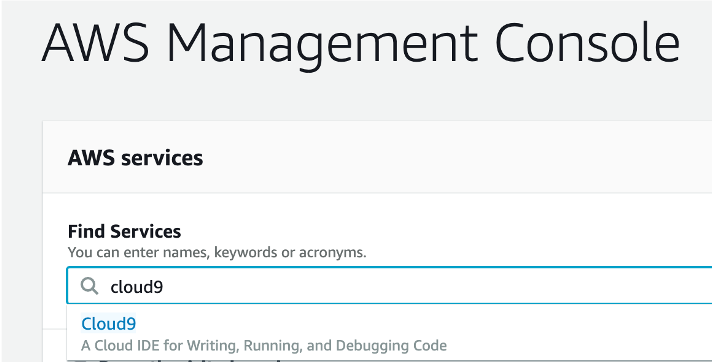 AWS Management Console
AWS services
Find Services
You can enter names, keywords or acronyms.
cloud9
Cloud9
A Cloud IDE for Writing, Running, and Debugging Code